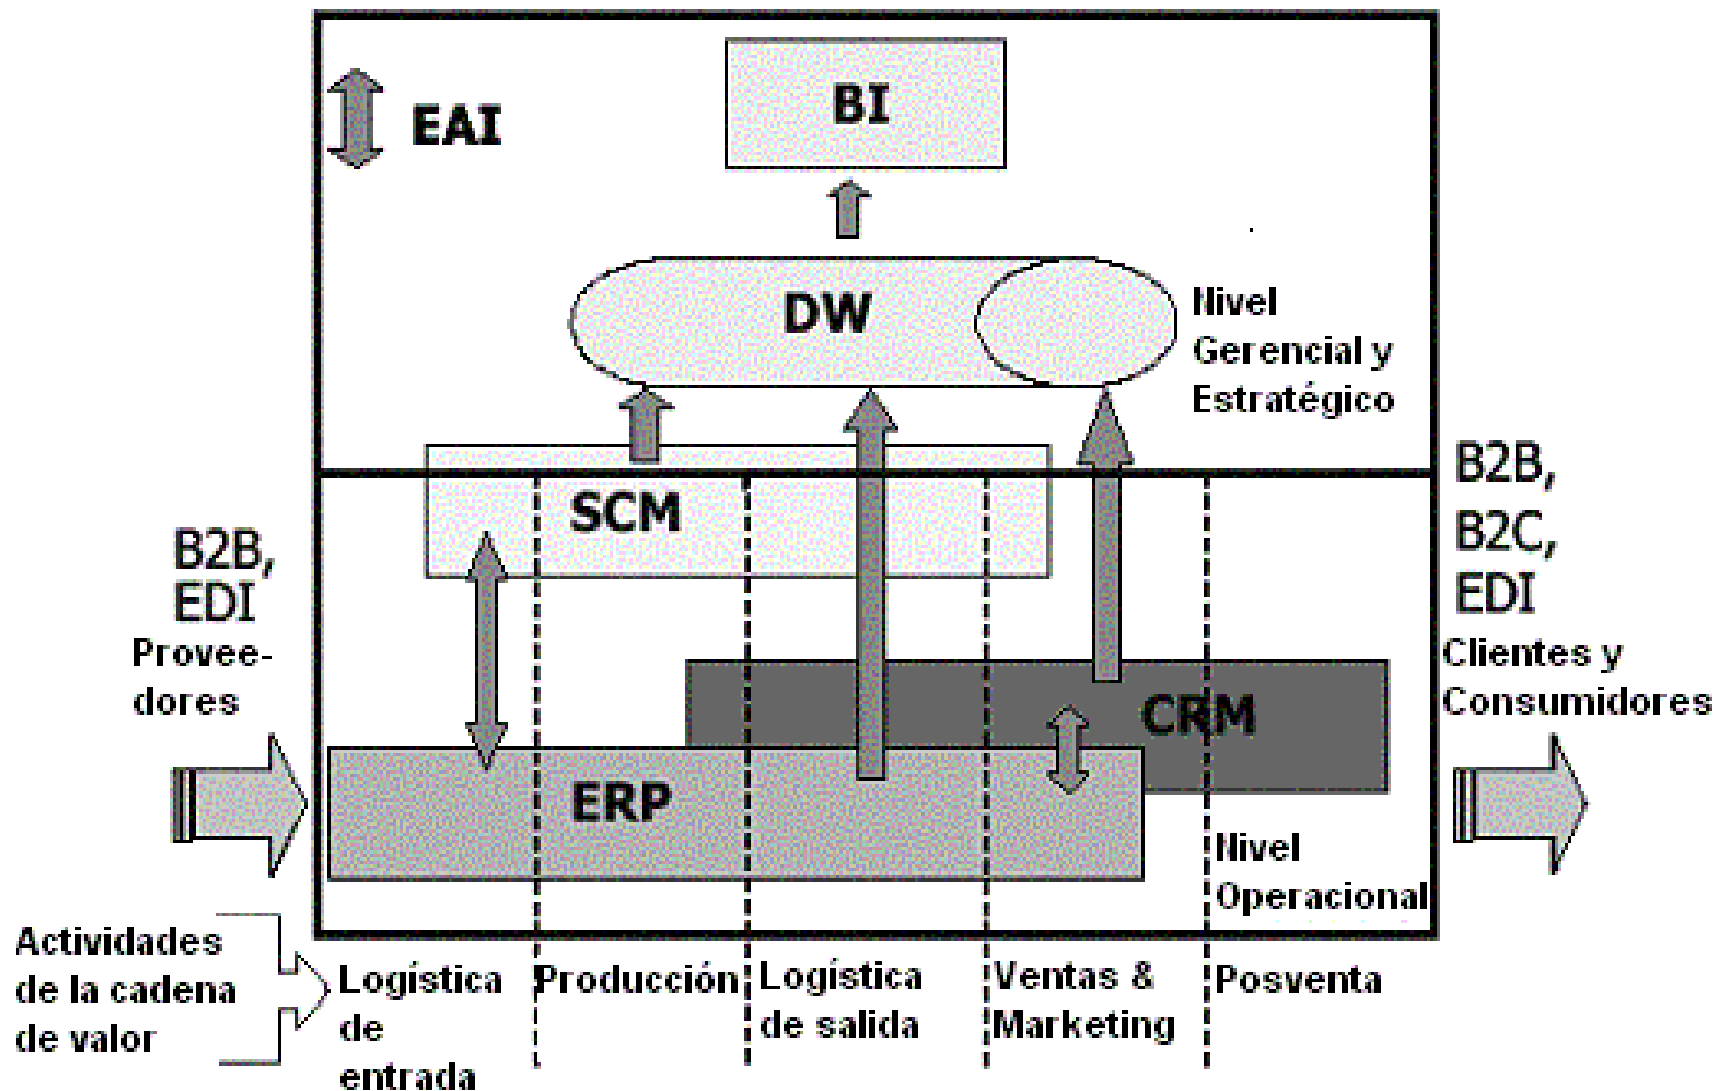 EAI
BI
DW
Nivel
Gerencial y
Estratégico
SCM
B2B,
EDI
Provee-
dores
B2B,
B2C,
EDI
Clientes y
Consumidores
CRM
ERP
Nivel
Operacional
Actividades
de la cadena
de valor
Logística
de
entrada
Producción
Logística
de salida
Ventas &
Marketing
Posventa